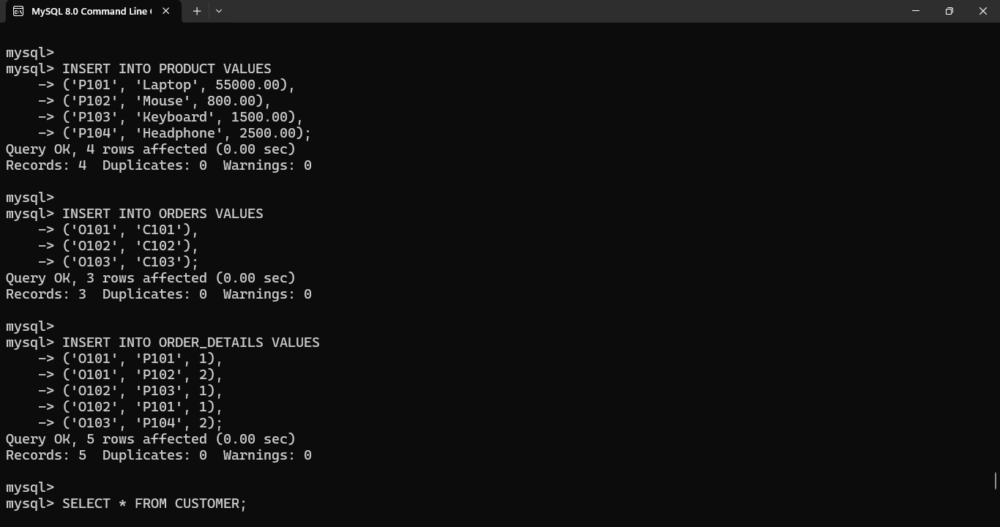 MySQL 8.0 Command Line
mysql>
mysql> INSERT INTO PRODUCT VALUES
    -> ('P101', 'Laptop', 55000.00),
    -> ('P102', 'Mouse', 800.00),
    -> ('P103', 'Keyboard', 1500.00),
    -> ('P104', 'Headphone', 2500.00);
Query OK, 4 rows affected (0.00 sec)
Records: 4  Duplicates: 0  Warnings: 0
mysql>
mysql> INSERT INTO ORDERS VALUES
    -> ('O101', 'C101'),
    -> ('O102', 'C102'),
    -> ('O103', 'C103');
Query OK, 3 rows affected (0.00 sec)
Records: 3  Duplicates: 0  Warnings: 0
mysql>
mysql> INSERT INTO ORDER_DETAILS VALUES
    -> ('O101', 'P101', 1),
    -> ('O101', 'P102', 2),
    -> ('O102', 'P103', 1),
    -> ('O102', 'P101', 1),
    -> ('O103', 'P104', 2);
Query OK, 5 rows affected (0.00 sec)
Records: 5  Duplicates: 0  Warnings: 0
mysql>
mysql> SELECT * FROM CUSTOMER;